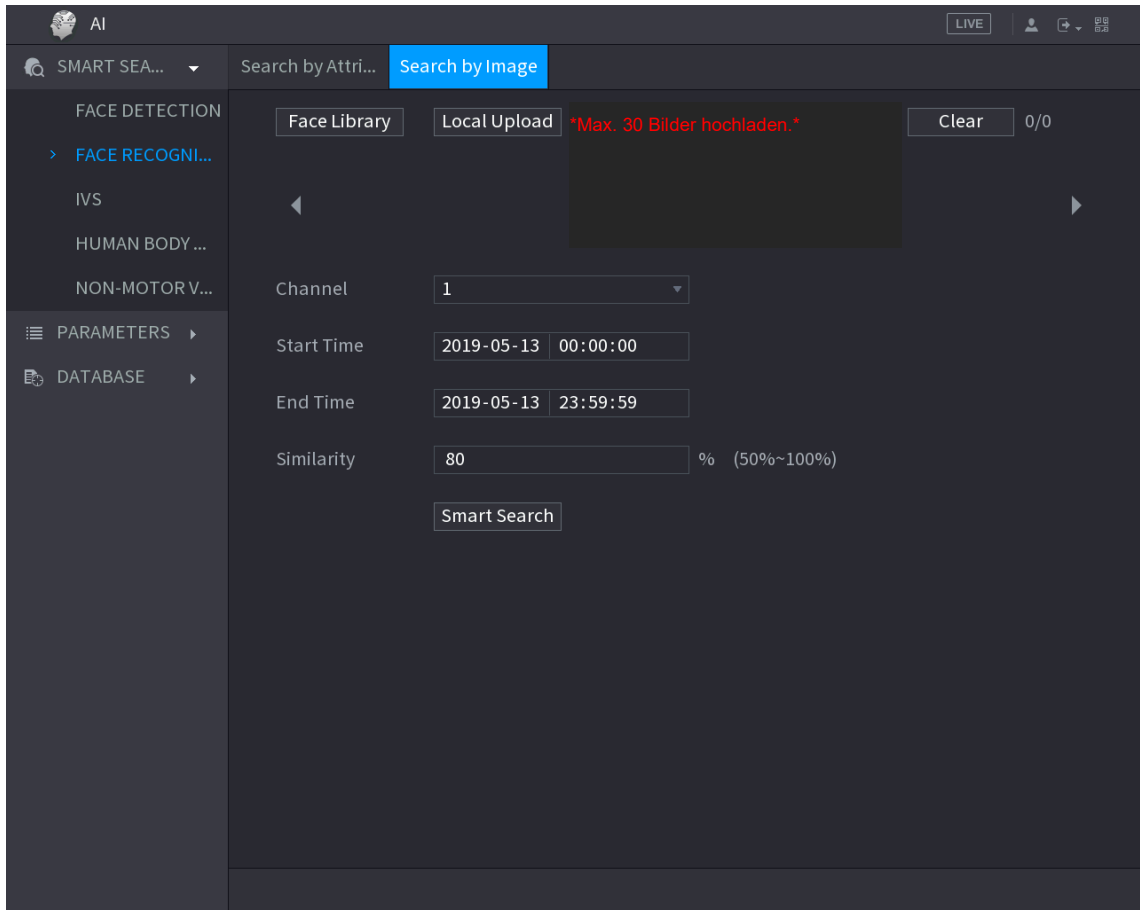 AI
LIVE
SMART SEA...
Search by Attri...
Search by Image
FACE DETECTION
Face Library
Local Upload
*Max. 30 Bilder hochladen.*
Clear
0/0
FACE RECOGNI...
IVS
HUMAN BODY ...
NON-MOTOR V...
Channel
1
PARAMETERS
Start Time
2019-05-13 00:00:00
DATABASE
End Time
2019-05-13 23:59:59
Similarity
80
% (50%~100%)
Smart Search